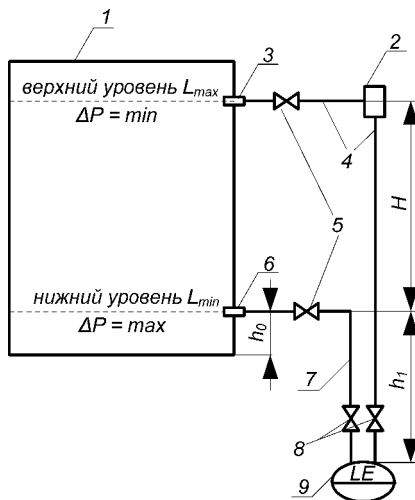 1
2
верхний уровень Lmax
3
ΔP = min
4
H
5
6
нижний уровень Lmin
ΔP = max
h0
7
h1
8
9
LE